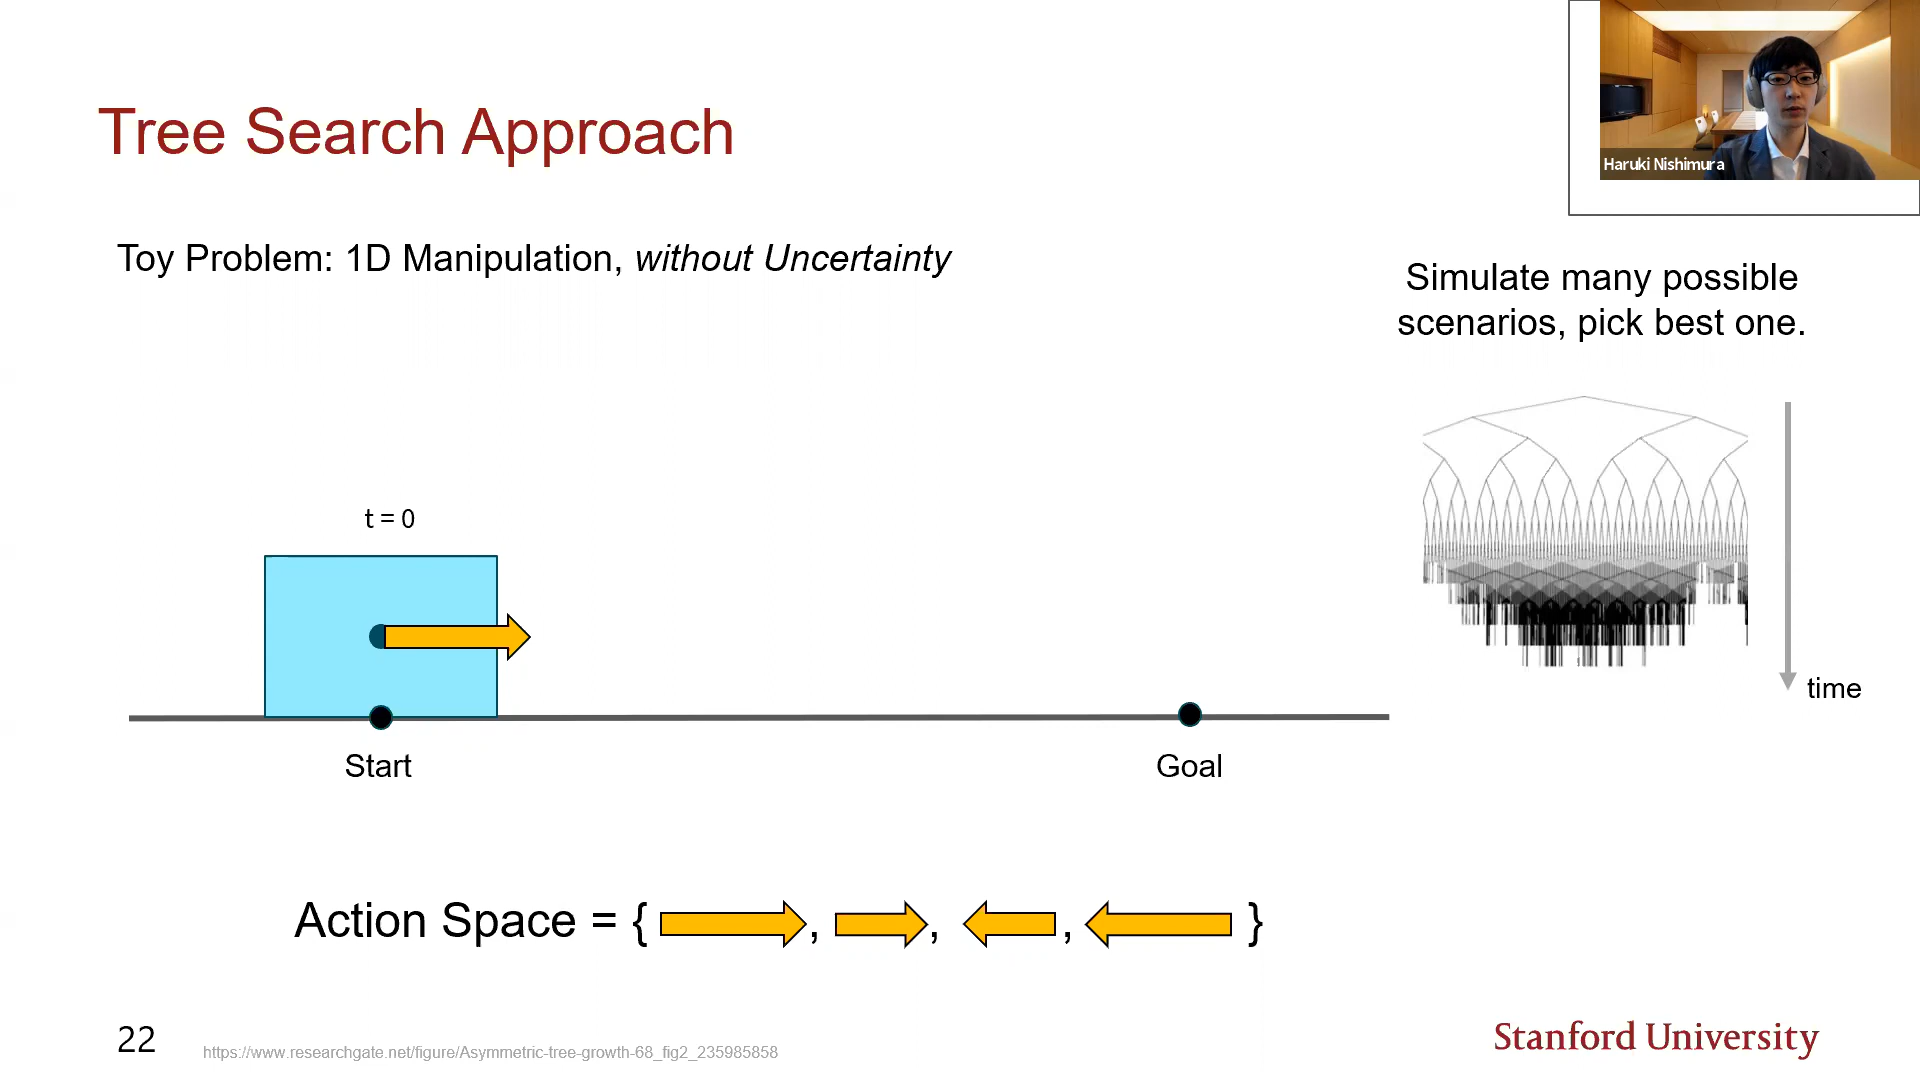 Tree Search Approach
Haruki Nishimura
Toy Problem: 1D Manipulation, without Uncertainty
Simulate many possible
scenarios, pick best one.
t = 0
time
Start
Goal
Action Space = { , , , }
22
https://www.researchgate.net/figure/Asymmetric-tree-growth-68_fig2_235985858
Stanford University